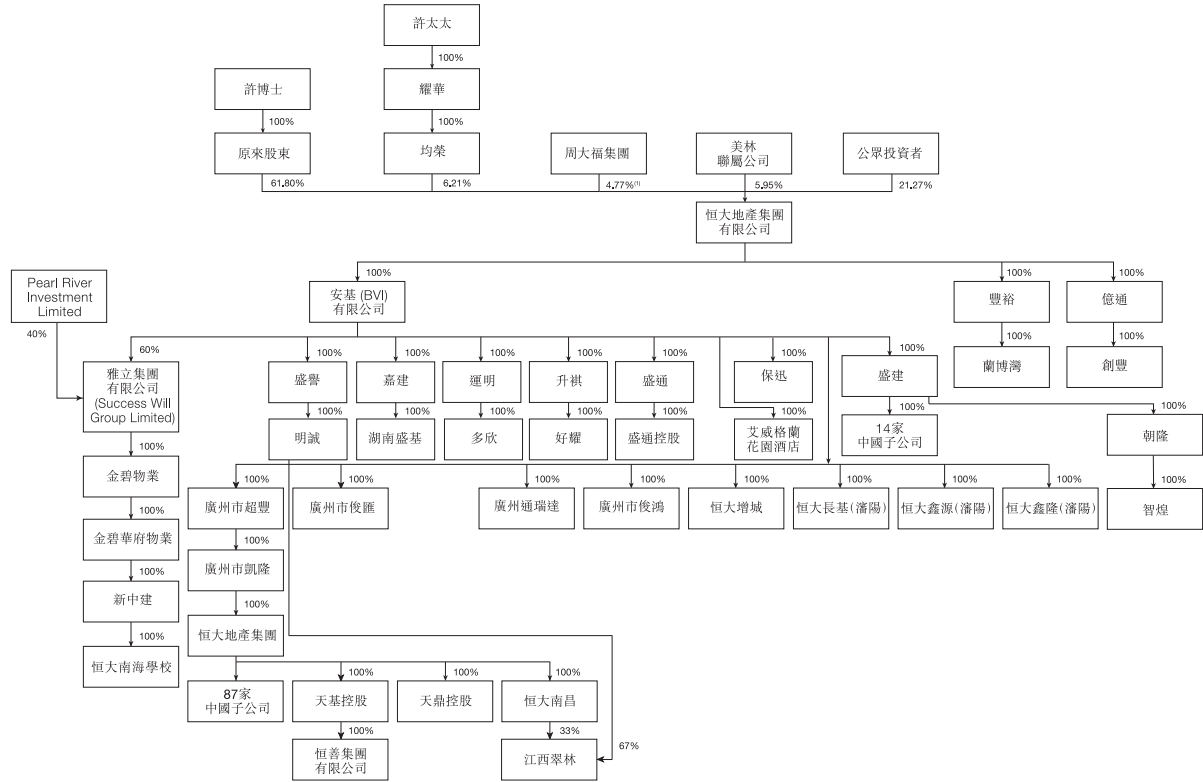 許太太
100%
許博士
耀華
100%
100%
原來股東
均榮
周大福集團
美林
聯屬公司
公眾投資者
61.80%
6.21%
4.77%(1)
5.95%
21.27%
恒大地產集團
有限公司
100%
100%
100%
Pearl River
Investment
Limited
安基 (BVI)
有限公司
豐裕
億通
40%
60%
100%
100%
100%
100%
100%
100%
100%
100%
100%
雅立集團
有限公司
(Success Will
Group Limited)
盛譽
嘉建
運明
升祺
盛通
保迅
盛建
蘭博灣
創豐
100%
100%
100%
100%
100%
100%
100%
100%
明誠
湖南盛基
多欣
好耀
盛通控股
艾威格蘭
花園酒店
14家
中國子公司
朝隆
100%
金碧物業
100%
100%
100%
100%
100%
100%
100%
100%
100%
廣州市超豐
廣州市俊匯
廣州通瑞達
廣州市俊鴻
恒大增城
恒大長基(瀋陽)
恒大鑫源(瀋陽)
恒大鑫隆(瀋陽)
智煌
100%
金碧華府物業
100%
廣州市凱隆
100%
新中建
100%
恒大地產集團
100%
恒大南海學校
100%
100%
100%
100%
87家
中國子公司
天基控股
天鼎控股
恒大南昌
100%
33%
恒善集團
有限公司
江西翠林
67%